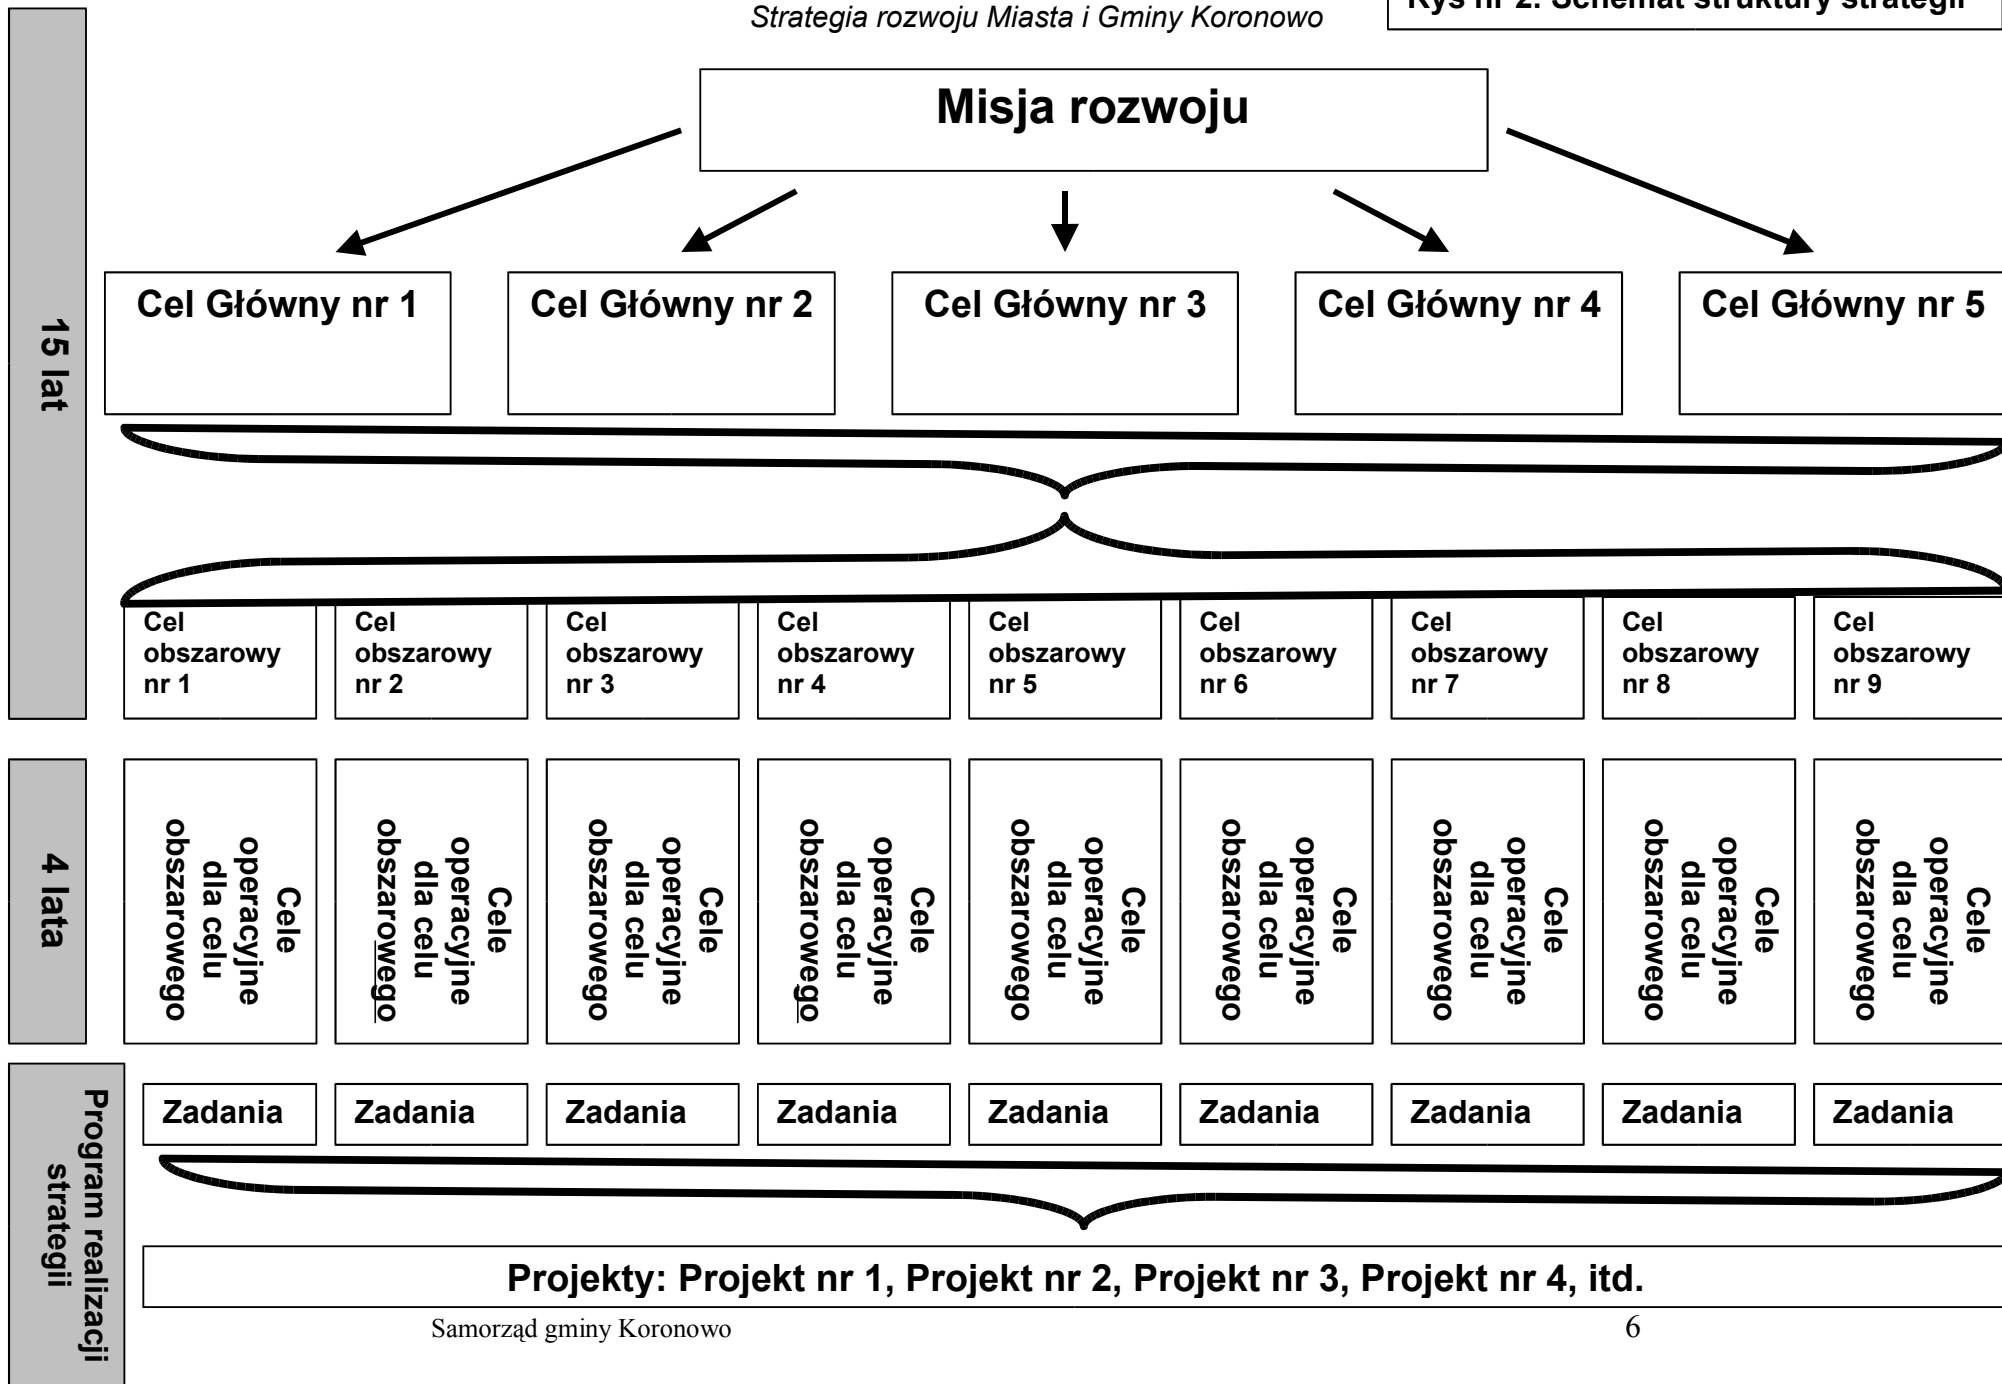 Strategia rozwoju Miasta i Gminy Koronowo
Rys nr 2. Schemat struktury strategii
Misja rozwoju
15 lat
Cel Główny nr 1
Cel Główny nr 2
Cel Główny nr 3
Cel Główny nr 4
Cel Główny nr 5
Cel
obszarowy
nr 1
Cel
obszarowy
nr 2
Cel
obszarowy
nr 3
Cel
obszarowy
nr 4
Cel
obszarowy
nr 5
Cel
obszarowy
nr 6
Cel
obszarowy
nr 7
Cel
obszarowy
nr 8
Cel
obszarowy
nr 9
4 lata
Cele
operacyjne
dla celu
obszarowego
Cele
operacyjne
dla celu
obszarowego
Cele
operacyjne
dla celu
obszarowego
Cele
operacyjne
dla celu
obszarowego
Cele
operacyjne
dla celu
obszarowego
Cele
operacyjne
dla celu
obszarowego
Cele
operacyjne
dla celu
obszarowego
Cele
operacyjne
dla celu
obszarowego
Cele
operacyjne
dla celu
obszarowego
Program realizacji
strategii
Zadania
Zadania
Zadania
Zadania
Zadania
Zadania
Zadania
Zadania
Zadania
Projekty: Projekt nr 1, Projekt nr 2, Projekt nr 3, Projekt nr 4, itd.
Samorząd gminy Koronowo
6